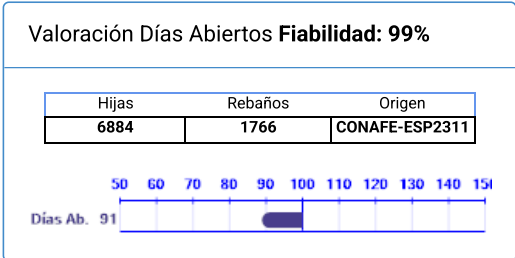 Valoración Días Abiertos Fiabilidad: 99%
Hijas Rebaños Origen
6884 1766 CONAFE-ESP2311
50 60 70 80 90 100 110 120 130 140
Días Ab. 91